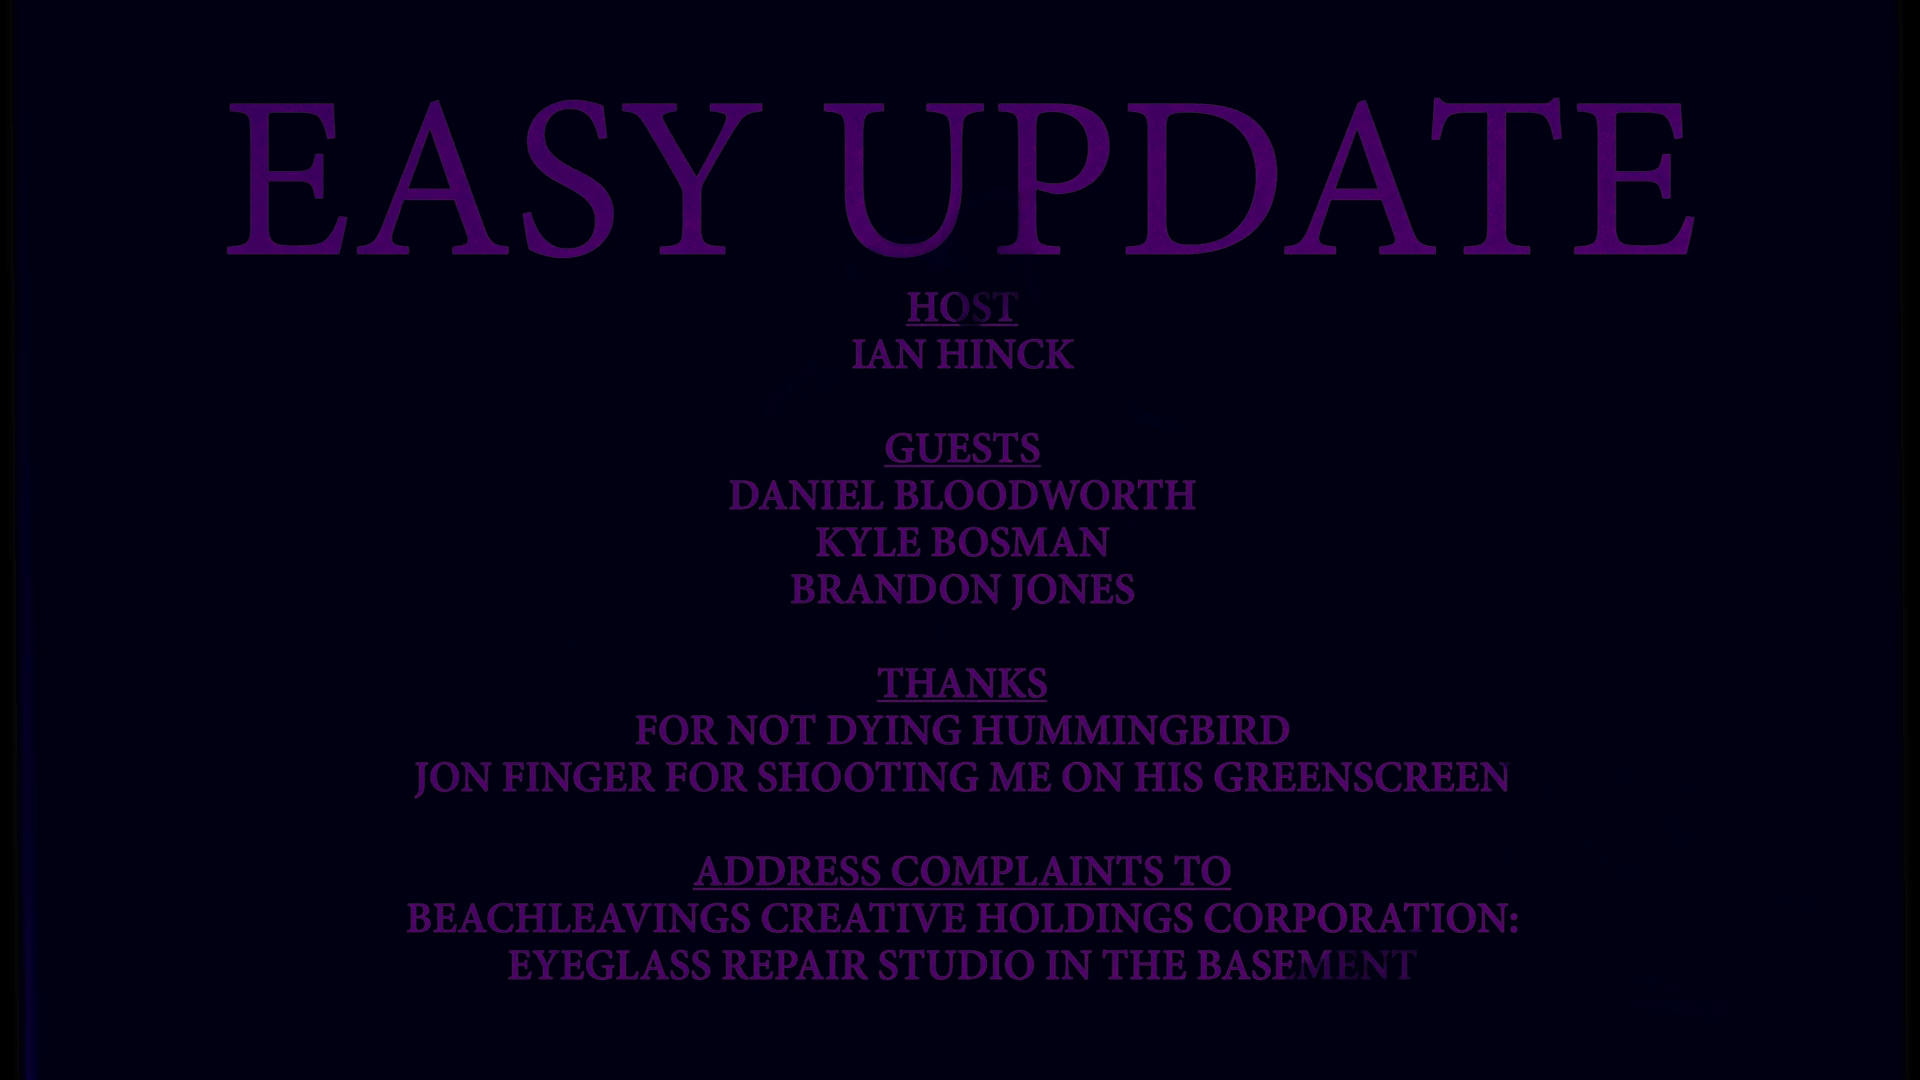 EASY UPDATE
HOST
IAN HINCK
GUESTS
DANIEL BLOODWORTH
KYLE BOSMAN
BRANDON JONES
THANKS
FOR NOT DYING HUMMINGBIRD
JON FINGER FOR SHOOTING ME ON HIS GREENSCREEN
ADDRESS COMPLAINTS TO
BEACHLEAVINGS CREATIVE HOLDINGS CORPORATION:
EYEGLASS REPAIR STUDIO IN THE BASEMENT